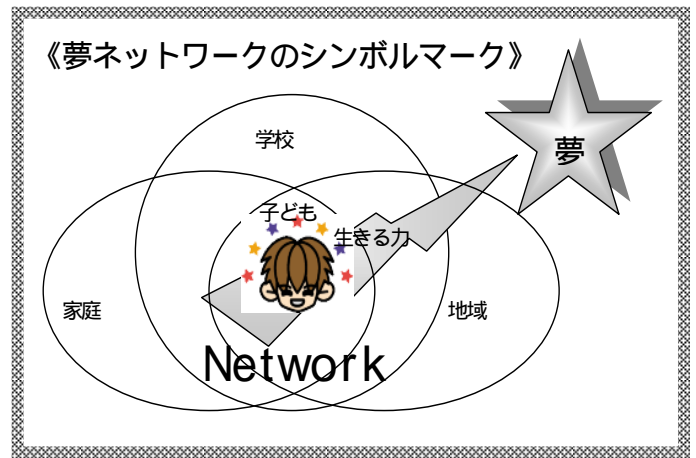 《夢ネットワークのシンボルマーク》
夢
学校
子ども
生きる力
家庭
地域
Network